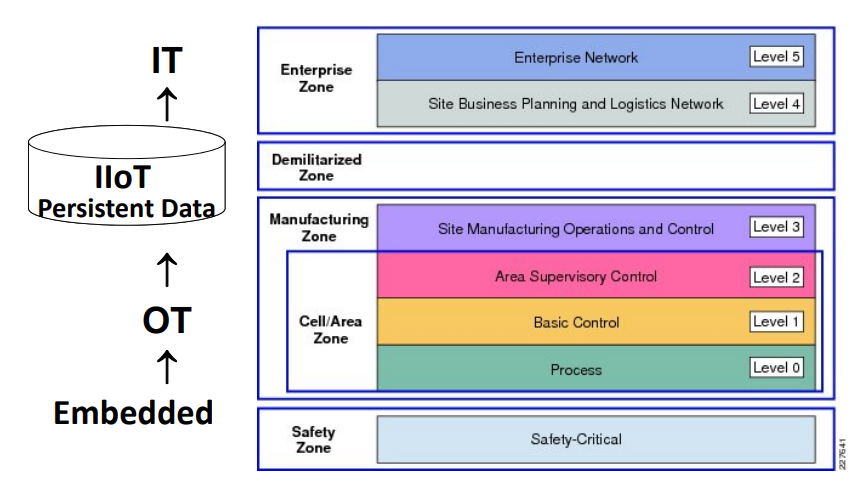 IT
IIoT
Persistent Data
OT
Embedded
Enterprise
Zone
Enterprise Network
Level 5
Site Business Planning and Logistics Network
Level 4
Demilitarized
Zone
Manufacturing
Zone
Site Manufacturing Operations and Control
Level 3
Cell/Area
Zone
Area Supervisory Control
Level 2
Basic Control
Level 1
Process
Level 0
Safety
Zone
Safety-Critical
227641